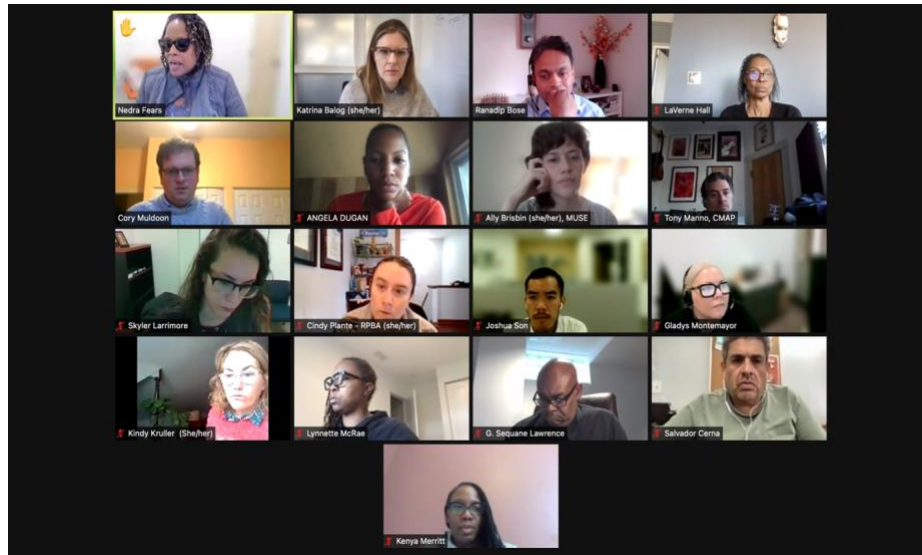 Nedra Fears
Katrina Balog (she/her)
Ranadip Bose
LaVerne Hall
Cory Muldoon
ANGELA DUGAN
Ally Brisbin (she/her), MUSE
Tony Manno, CMAP
Skyler Larrimore
Cindy Plante - RPBA (she/her)
Joshua Son
Gladys Montemayor
Kindy Kruller (She/her)
Lynnette McRae
G. Sequane Lawrence
Salvador Cerna
Kenya Merritt